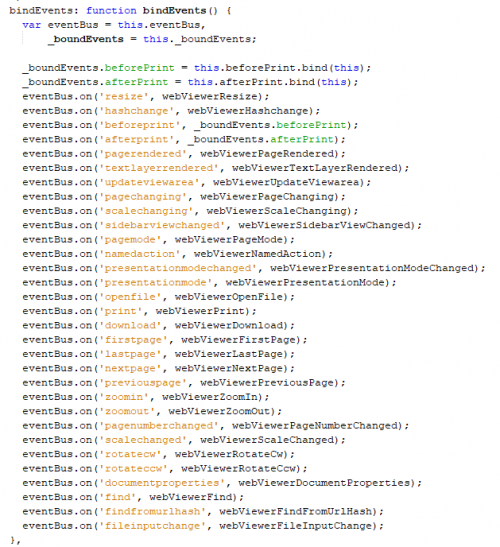 bindEvents: function bindEvents() {
var eventBus = this.eventBus,
_boundEvents = this._boundEvents;
_boundEvents.beforePrint = this.beforePrint.bind(this);
_boundEvents.afterPrint = this.afterPrint.bind(this);
eventBus.on('resize', webViewerResize);
eventBus.on('hashchange', webViewerHashchange);
eventBus.on('beforeprint', _boundEvents.beforePrint);
eventBus.on('afterprint', _boundEvents.afterPrint);
eventBus.on('pagerendered', webViewerPageRendered);
eventBus.on('textlayerrendered', webViewerTextLayerRendered);
eventBus.on('updateviewarea', webViewerUpdateViewarea);
eventBus.on('pagechanging', webViewerPageChanging);
eventBus.on('scalechanging', webViewerScaleChanging);
eventBus.on('sidebarviewchanged', webViewerSidebarViewChanged);
eventBus.on('pagemode', webViewerPageMode);
eventBus.on('namedaction', webViewerNamedAction);
eventBus.on('presentationmodechanged', webViewerPresentationModeChanged);
eventBus.on('presentationmode', webViewerPresentationMode);
eventBus.on('openfile', webViewerOpenFile);
eventBus.on('print', webViewerPrint);
eventBus.on('download', webViewerDownload);
eventBus.on('firstpage', webViewerFirstPage);
eventBus.on('lastpage', webViewerLastPage);
eventBus.on('nextpage', webViewerNextPage);
eventBus.on('previouspage', webViewerPreviousPage);
eventBus.on('zoomin', webViewerZoomIn);
eventBus.on('zoomout', webViewerZoomOut);
eventBus.on('pagenumberchanged', webViewerPageNumberChanged);
eventBus.on('scalechanged', webViewerScaleChanged);
eventBus.on('rotatecw', webViewerRotateCw);
eventBus.on('rotateccw', webViewerRotateCcw);
eventBus.on('documentproperties', webViewerDocumentProperties);
eventBus.on('find', webViewerFind);
eventBus.on('findfromurlhash', webViewerFindFromUrlHash);
eventBus.on('fileinputchange', webViewerFileInputChange);
},